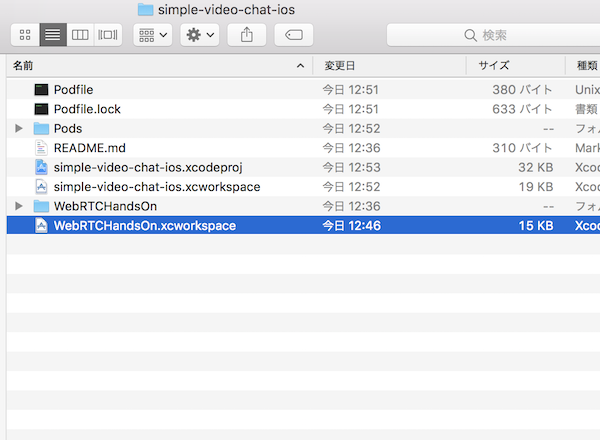 simple-video-chat-ios
検索
名前 変更日 サイズ 種類
Podfile 今日 12:51 380 バイト Unix
Podfile.lock 今日 12:51 633 バイト 書類
Pods 今日 12:52 -- フォ
README.md 今日 12:36 310 バイト Mark
simple-video-chat-ios.xcodeproj 今日 12:53 32 KB Xcod
simple-video-chat-ios.xcworkspace 今日 12:52 19 KB Xcod
WebRTCHandsOn 今日 12:36 -- フォ
WebRTCHandsOn.xcworkspace 今日 12:46 15 KB Xcod